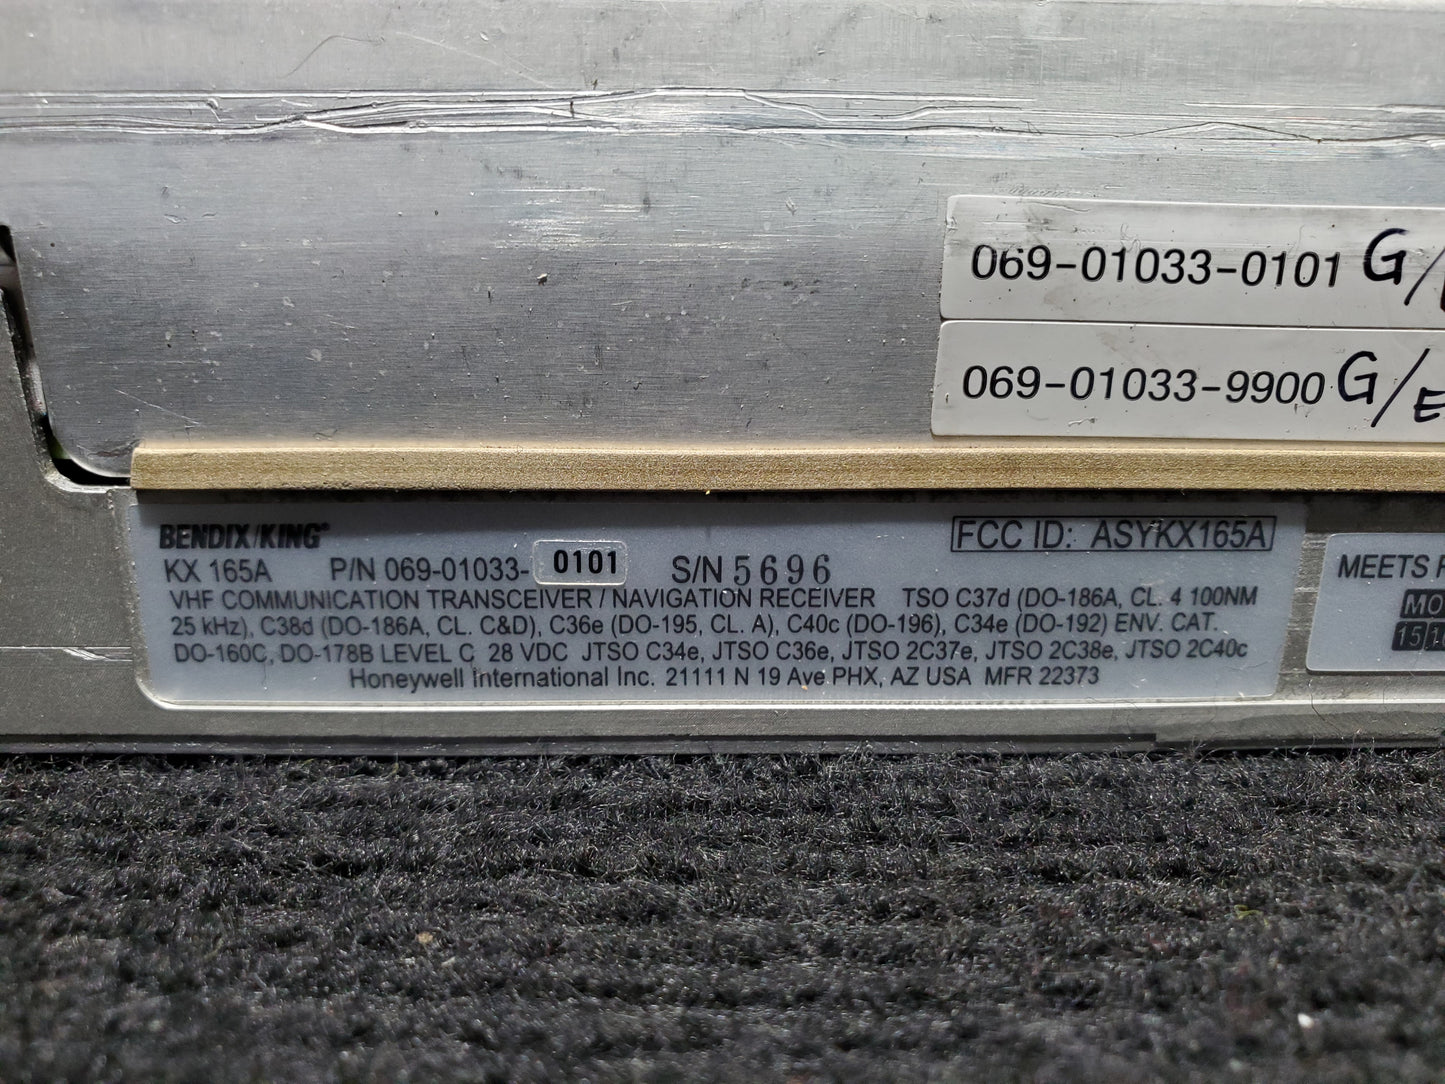 069-01033-0101 G/
069-01033-9900 G/E
BENDIX/KING®
FCC ID: ASYKX165A
KX 165A P/N 069-01033- 0101 S/N 5696
VHF COMMUNICATION TRANSCEIVER / NAVIGATION RECEIVER TSO C37d (DO-186A, CL. 4 100NM
25 kHz), C38d (DO-186A, CL. C&D), C36e (DO-195, CL. A), C40c (DO-196), C34e (DO-192) ENV. CAT.
DO-160C, DO-178B LEVEL C 28 VDC JTSO C34e, JTSO C36e, JTSO 2C37e, JTSO 2C38e, JTSO 2C40c
Honeywell International Inc. 21111 N 19 Ave PHX, AZ USA MFR 22373
MEETS
MO
15